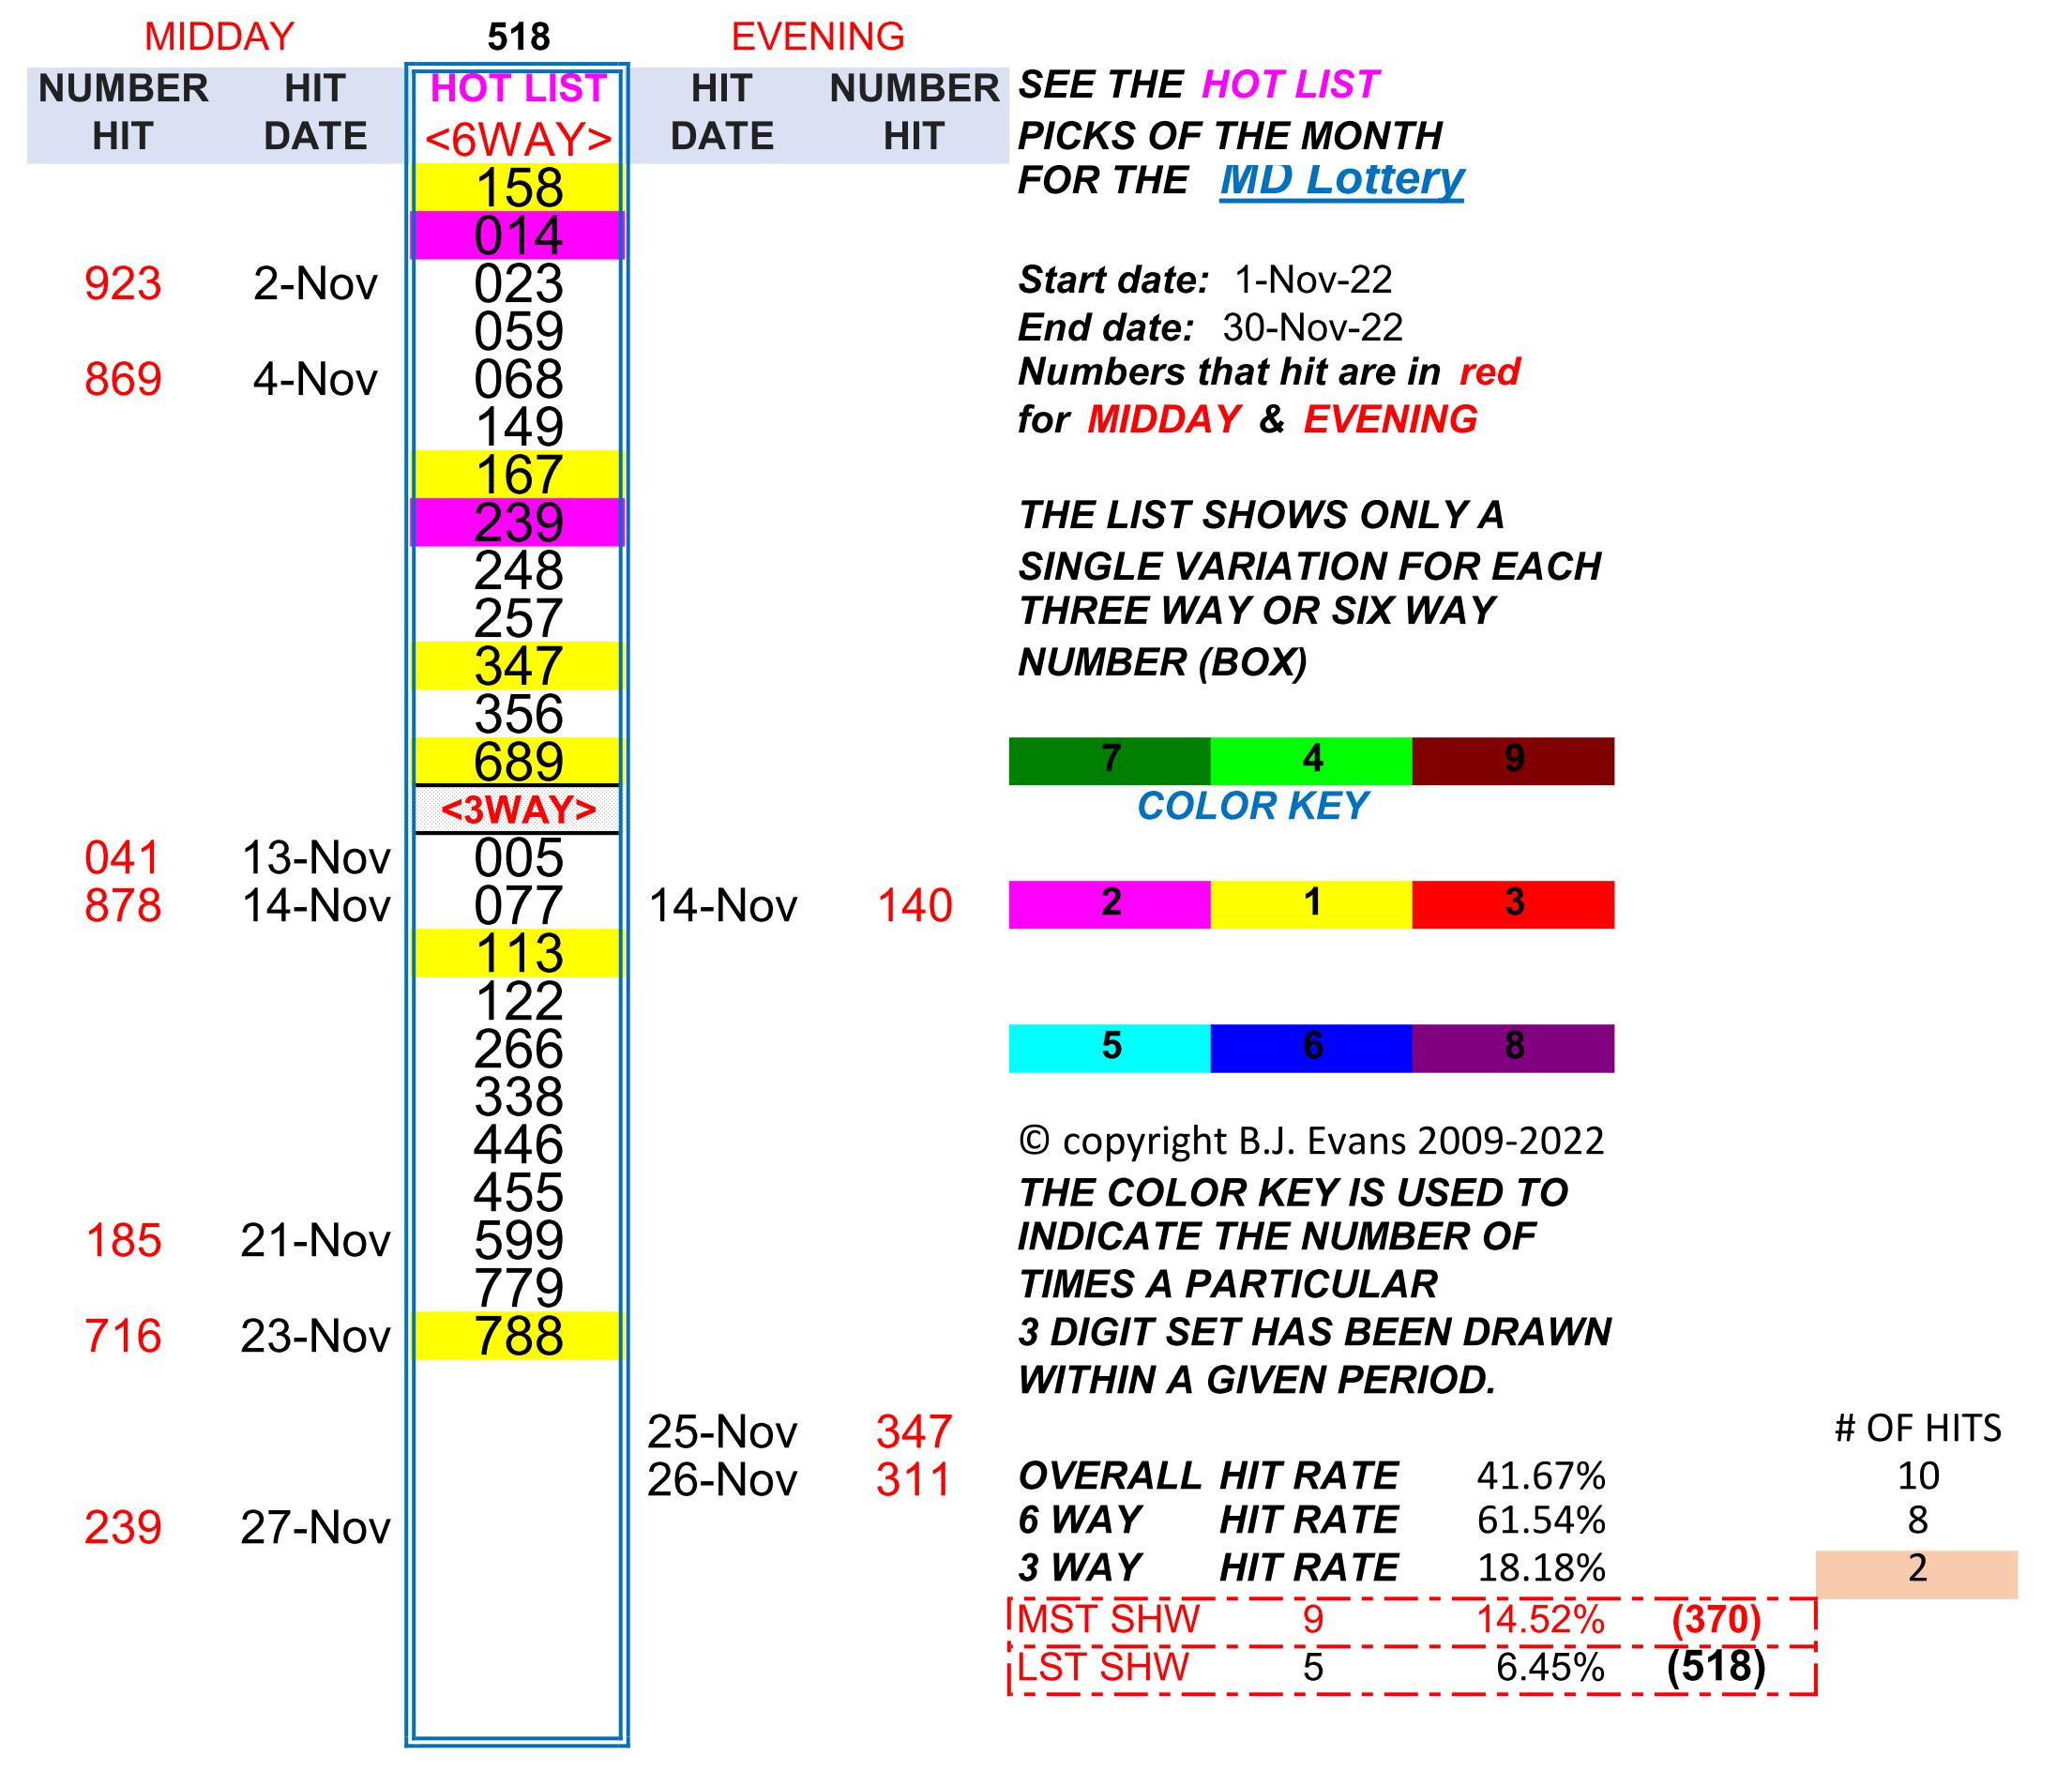 MIDDAY 518 EVENING
NUMBER HIT HOT LIST HIT NUMBER SEE THE HOT LIST
HIT DATE <6WAY> DATE HIT PICKS OF THE MONTH
158 FOR THE MD Lottery
014
923 2-Nov 023 Start date: 1-Nov-22
059 End date: 30-Nov-22
869 4-Nov 068 Numbers that hit are in red
149 for MIDDAY & EVENING
167
239 THE LIST SHOWS ONLY A
248 SINGLE VARIATION FOR EACH
257 THREE WAY OR SIX WAY
347 NUMBER (BOX)
356
689 7 4 9
<3WAY> COLOR KEY
041 13-Nov 005
878 14-Nov 077 14-Nov 140 2 1 3
113
122
266 5 6 8
338
446 © copyright B.J. Evans 2009-2022
455 THE COLOR KEY IS USED TO
185 21-Nov 599 INDICATE THE NUMBER OF
779 TIMES A PARTICULAR
716 23-Nov 788 3 DIGIT SET HAS BEEN DRAWN
WITHIN A GIVEN PERIOD.
25-Nov 347 # OF HITS
26-Nov 311 OVERALL HIT RATE 41.67% 10
239 27-Nov 6 WAY HIT RATE 61.54% 8
3 WAY HIT RATE 18.18% 2
MST SHW 9 14.52% (370)
LST SHW 5 6.45% (518)